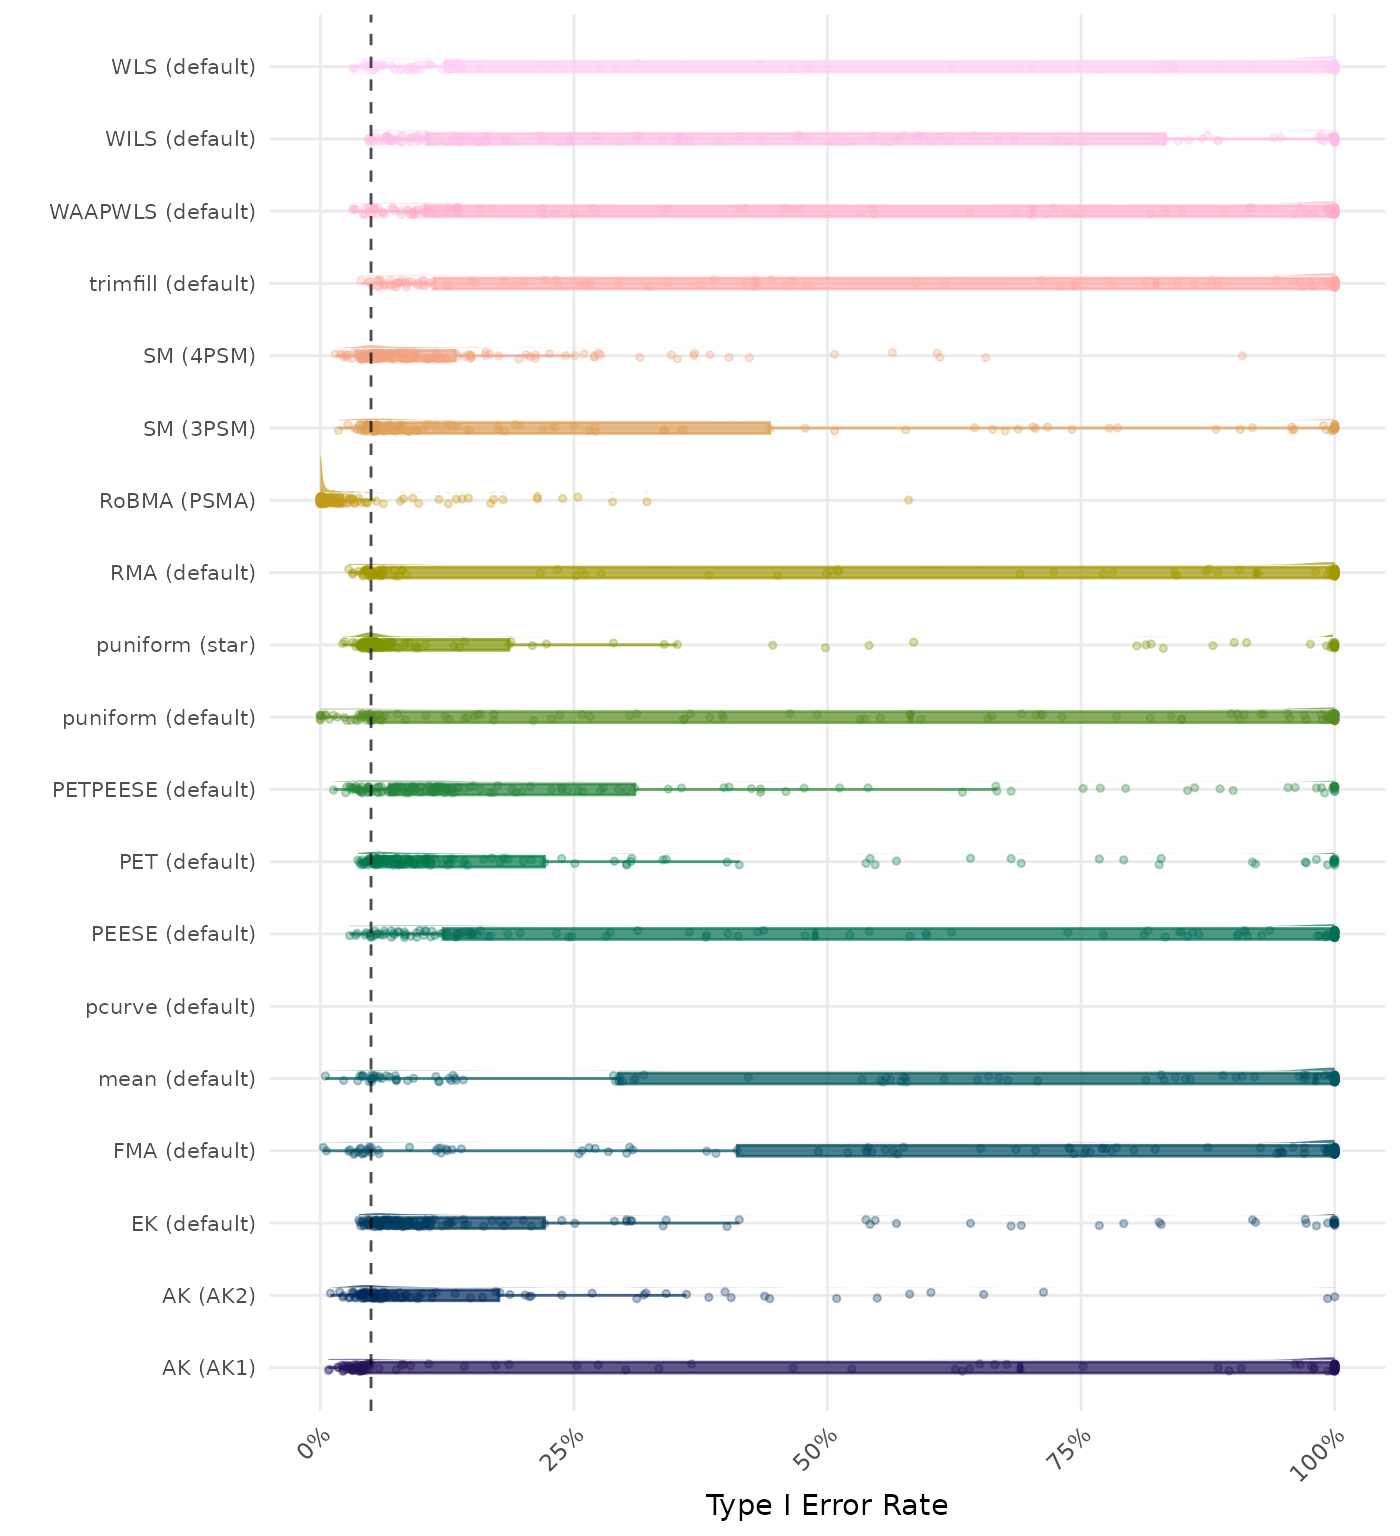 WLS (default)
WILS (default)
WAAPWLS (default)
trimfill (default)
SM (4PSM)
SM (3PSM)
RoBMA (PSMA)
RMA (default)
puniform (star)
puniform (default)
PETPEESE (default)
PET (default)
PEESE (default)
pcurve (default)
mean (default)
FMA (default)
EK (default)
AK (AK2)
AK (AK1)
0%
25%
50%
75%
100%
Type I Error Rate